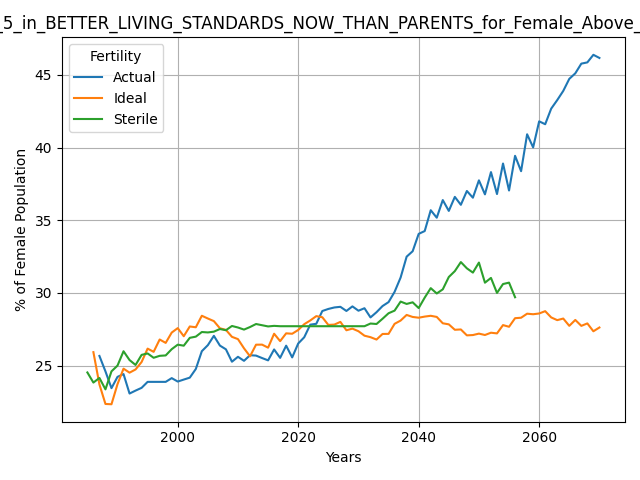 _5_in_BETTER_LIVING_STANDARDS_NOW_THAN_PARENTS_for_Female_Above_
Fertility
Actual
Ideal
Sterile
% of Female Population
45
40
35
30
25
2000
2020
2040
2060
Years